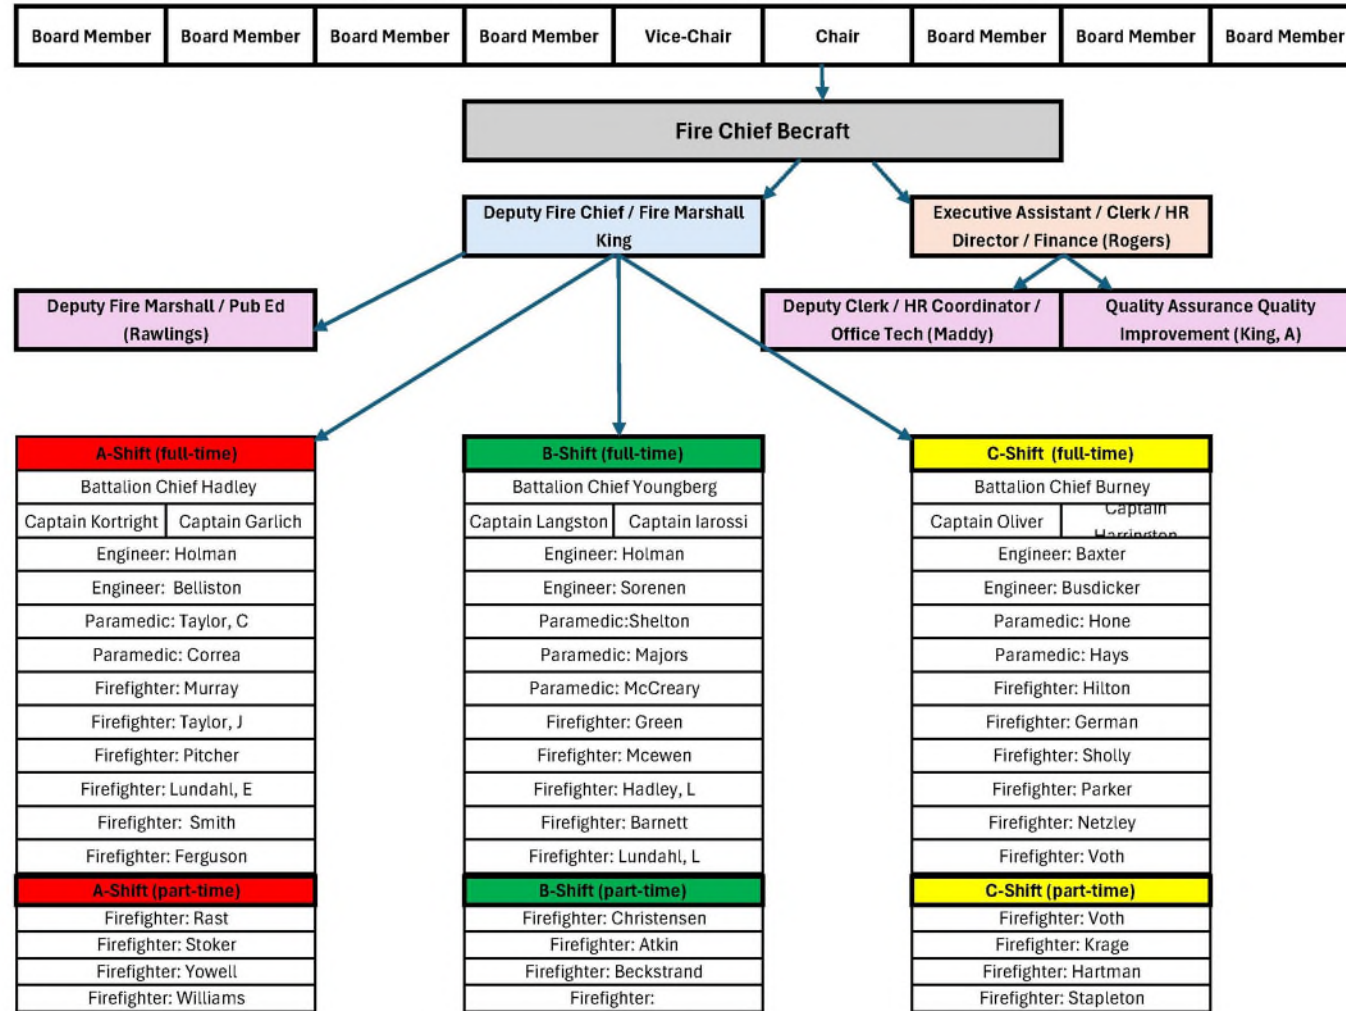 Board Member Board Member Board Member Board Member Vice-Chair Chair Board Member Board Member Board Member
Fire Chief Becraft
Deputy Fire Chief / Fire Marshall
King
Executive Assistant / Clerk / HR
Director / Finance (Rogers)
Deputy Fire Marshall / Pub Ed
(Rawlings)
Deputy Clerk / HR Coordinator /
Office Tech (Maddy)
Quality Assurance Quality
Improvement (King, A)
A-Shift (full-time)
Battalion Chief Hadley
Captain Kortright Captain Garlich
Engineer: Holman
Engineer: Belliston
Paramedic: Taylor, C
Paramedic: Correa
Firefighter: Murray
Firefighter: Taylor, J
Firefighter: Pitcher
Firefighter: Lundahl, E
Firefighter: Smith
Firefighter: Ferguson
A-Shift (part-time)
Firefighter: Rast
Firefighter: Stoker
Firefighter: Yowell
Firefighter: Williams
B-Shift (full-time)
Battalion Chief Youngberg
Captain Langston Captain Iarossi
Engineer: Holman
Engineer: Sorenen
Paramedic:Shelton
Paramedic: Majors
Paramedic: McCreary
Firefighter: Green
Firefighter: Mcewen
Firefighter: Hadley, L
Firefighter: Barnett
Firefighter: Lundahl, L
B-Shift (part-time)
Firefighter: Christensen
Firefighter: Atkin
Firefighter: Beckstrand
Firefighter:
C-Shift (full-time)
Battalion Chief Burney
Captain Oliver Captain
Harrington
Engineer: Baxter
Engineer: Busdicker
Paramedic: Hone
Paramedic: Hays
Firefighter: Hilton
Firefighter: German
Firefighter: Sholly
Firefighter: Parker
Firefighter: Netzley
Firefighter: Voth
C-Shift (part-time)
Firefighter: Voth
Firefighter: Krage
Firefighter: Hartman
Firefighter: Stapleton